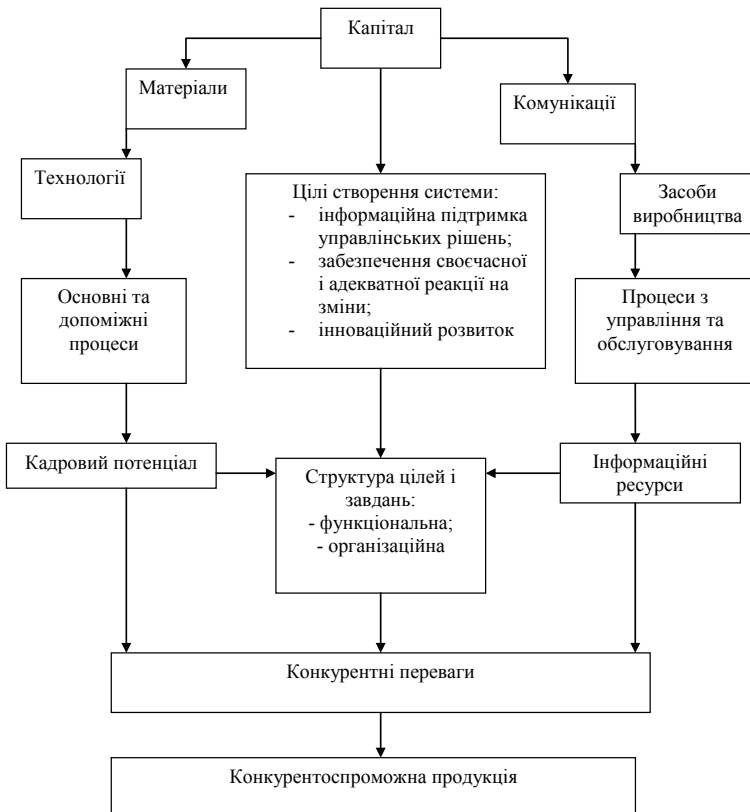 Капітал
Матеріали
Комунікації
Технології
Цілі створення системи:
- інформаційна підтримка
управлінських рішень;
- забезпечення своєчасної
і адекватної реакції на
зміни;
- інноваційний розвиток
Засоби
виробництва
Основні та
допоміжні
процеси
Процеси з
управління та
обслуговування
Кадровий потенціал
Структура цілей і
завдань:
- функціональна;
- організаційна
Інформаційні
ресурси
Конкурентні переваги
Конкурентоспроможна продукція